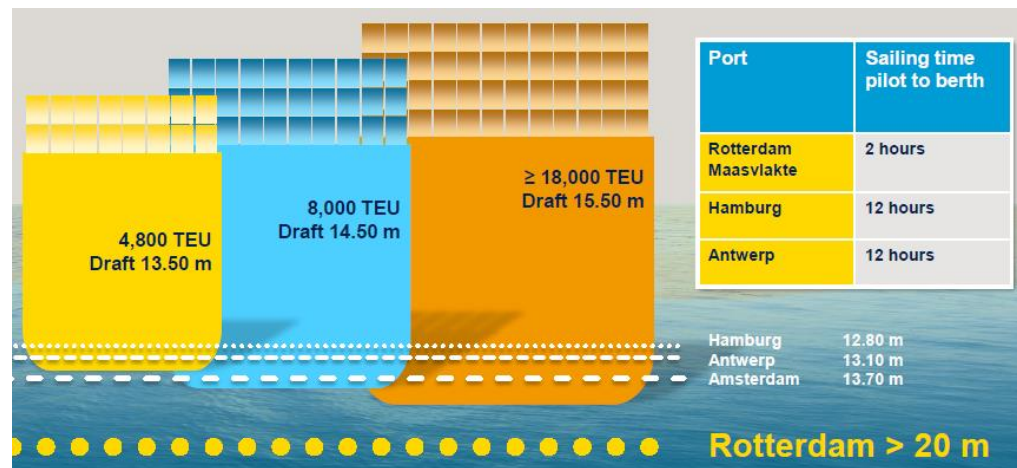 4,800 TEU
Draft 13.50 m
8,000 TEU
Draft 14.50 m
≥ 18,000 TEU
Draft 15.50 m
Port Sailing time
pilot to berth
Rotterdam 2 hours
Maasvlakte
Hamburg 12 hours
Antwerp 12 hours
Hamburg 12.80 m
Antwerp 13.10 m
Amsterdam 13.70 m
Rotterdam > 20 m